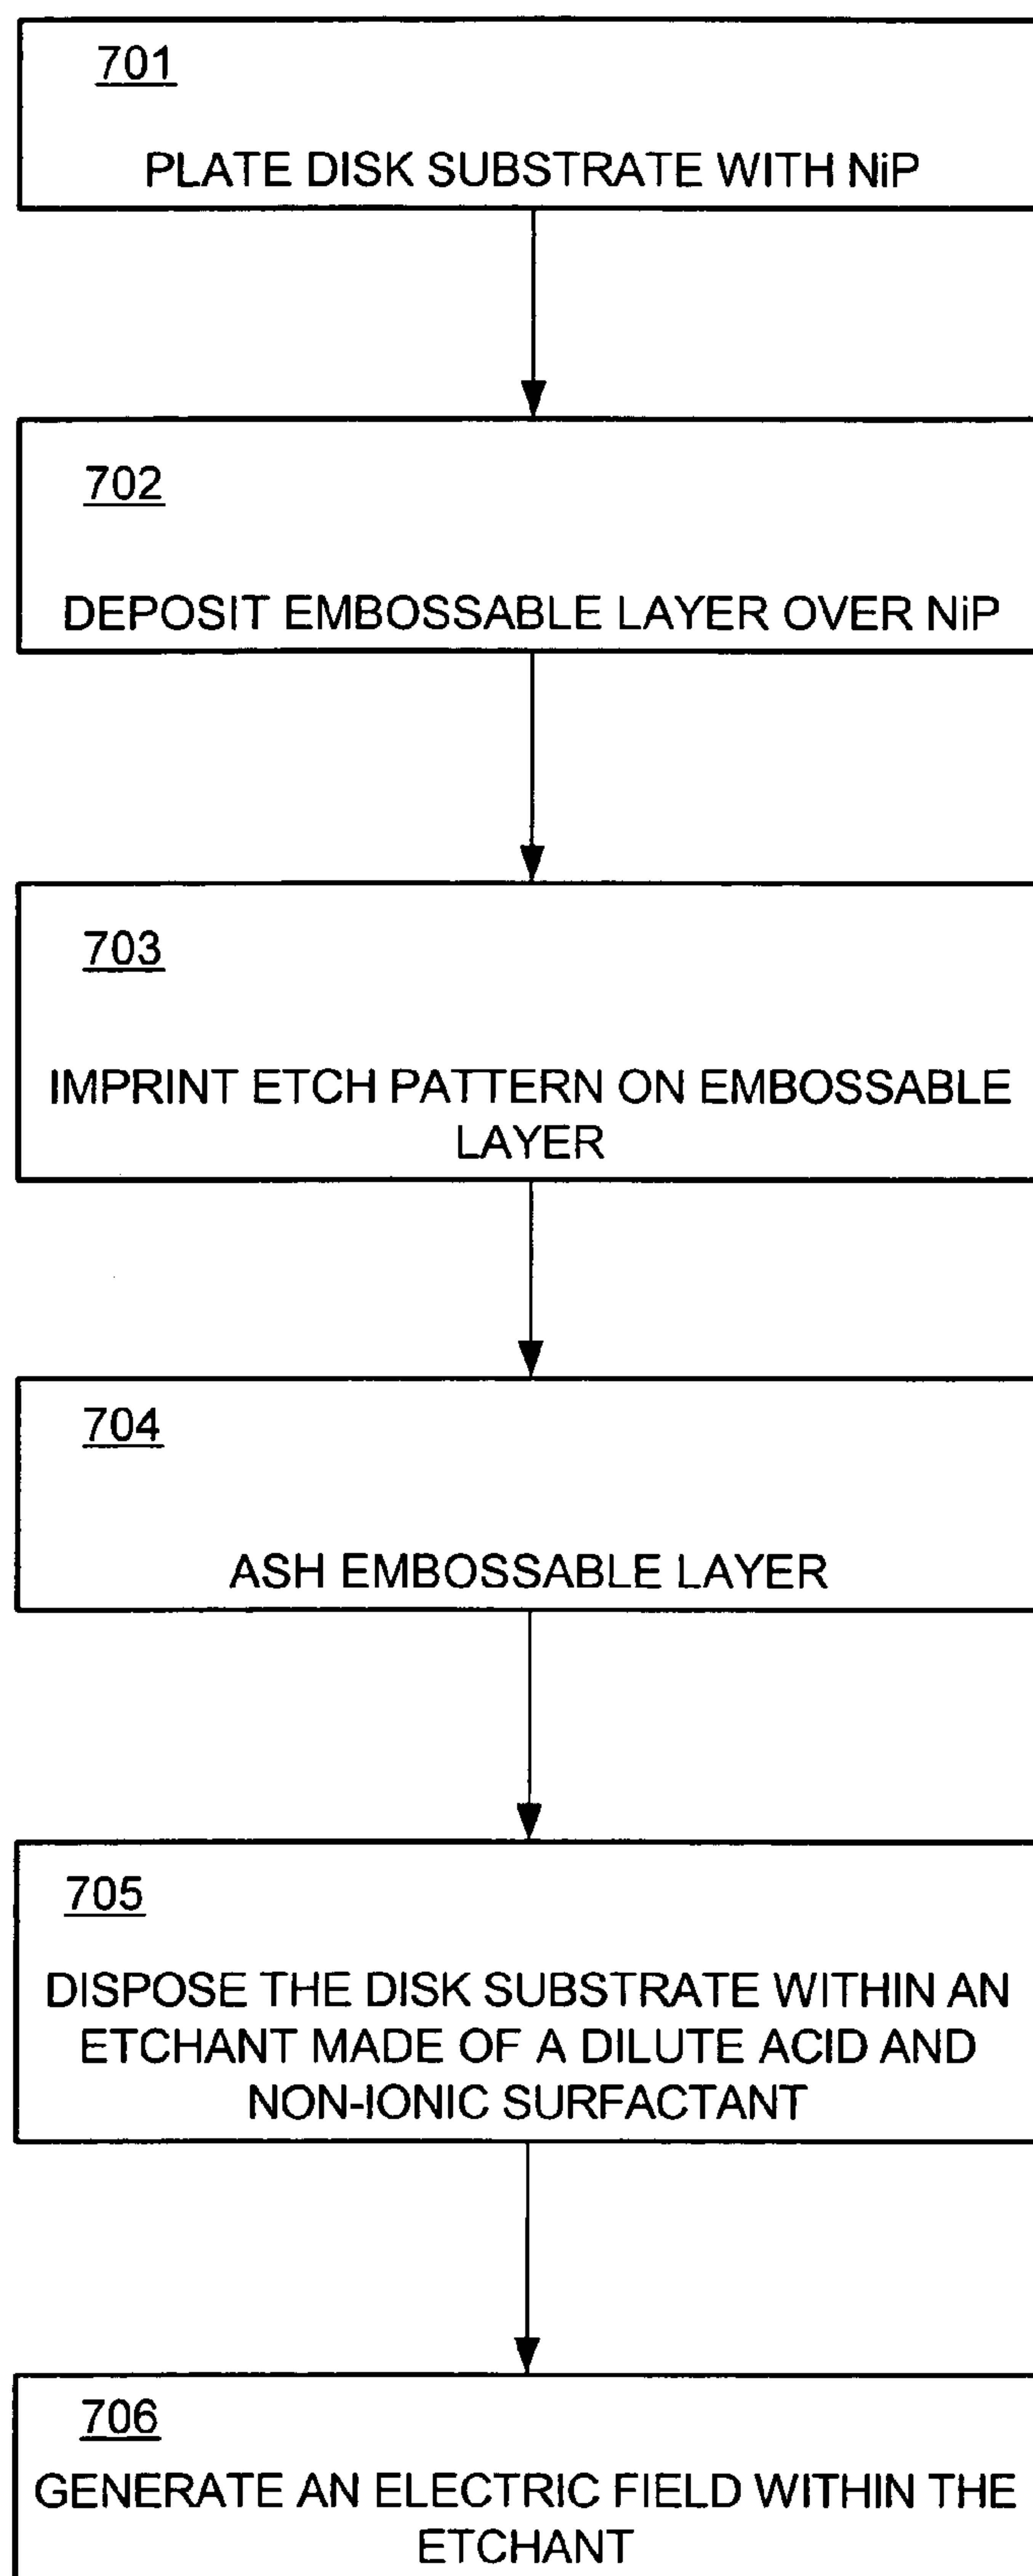 701
PLATE DISK SUBSTRATE WITH NiP
702
DEPOSIT EMBOSSABLE LAYER OVER NiP
703
IMPRINT ETCH PATTERN ON EMBOSSABLE
LAYER
704
ASH EMBOSSABLE LAYER
705
DISPOSE THE DISK SUBSTRATE WITHIN AN
ETCHANT MADE OF A DILUTE ACID AND
NON-IONIC SURFACTANT
706
GENERATE AN ELECTRIC FIELD WITHIN THE
ETCHANT